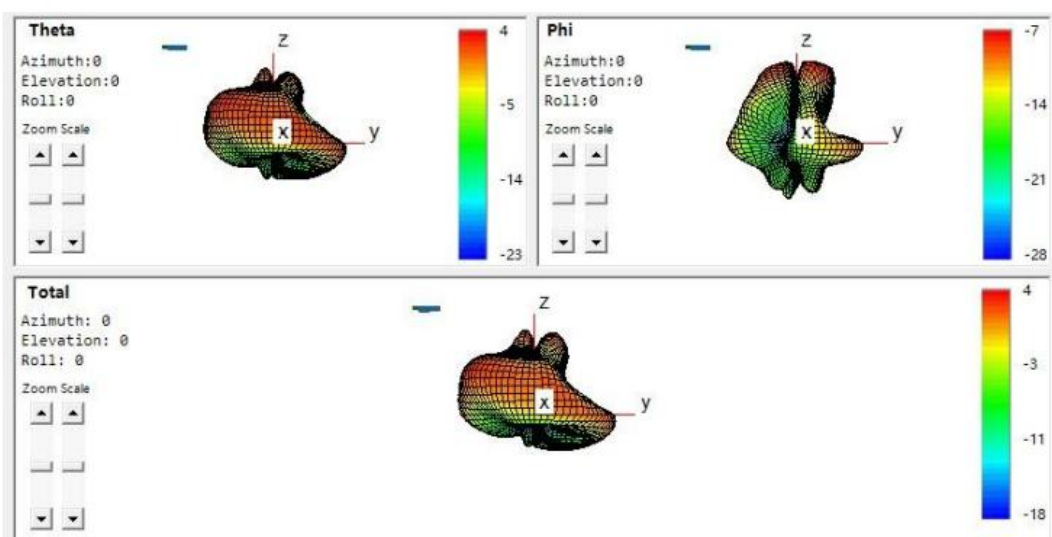 Theta
Azimuth:0
Elevation:0
Roll:0
Zoom Scale
z
x
y
4
-5
-14
-23
Phi
Azimuth:0
Elevation:0
Roll:0
Zoom Scale
z
x
y
-7
-14
-21
-28
Total
Azimuth: 0
Elevation: 0
Roll: 0
Zoom Scale
z
x
y
4
-3
-11
-18